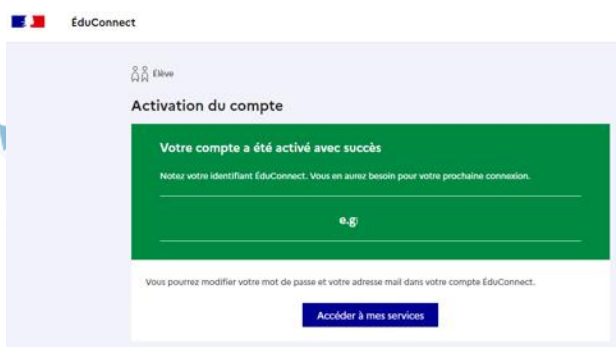 ÉduConnect
Élève
Activation du compte
Votre compte a été activé avec succès
Notez votre identifiant ÉduConnect. Vous en aurez besoin pour votre prochaine connexion.
e.g
Vous pourrez modifier votre mot de passe et votre adresse mail dans votre compte ÉduConnect.
Accéder à mes services